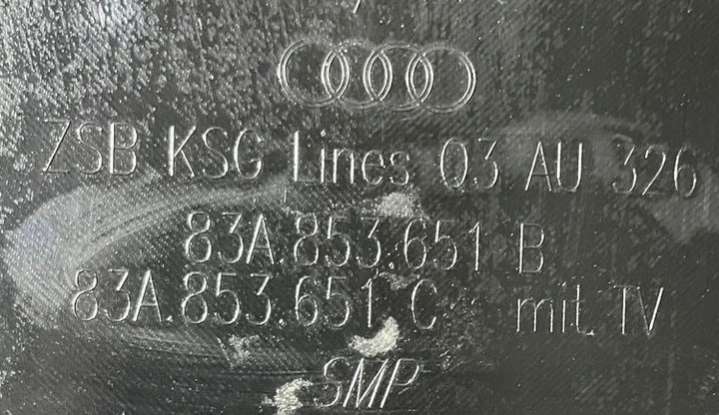 ZSB KSG Lines 03 AU 326
83A.853.651 B
83A.853.651 C mit TV
SMP